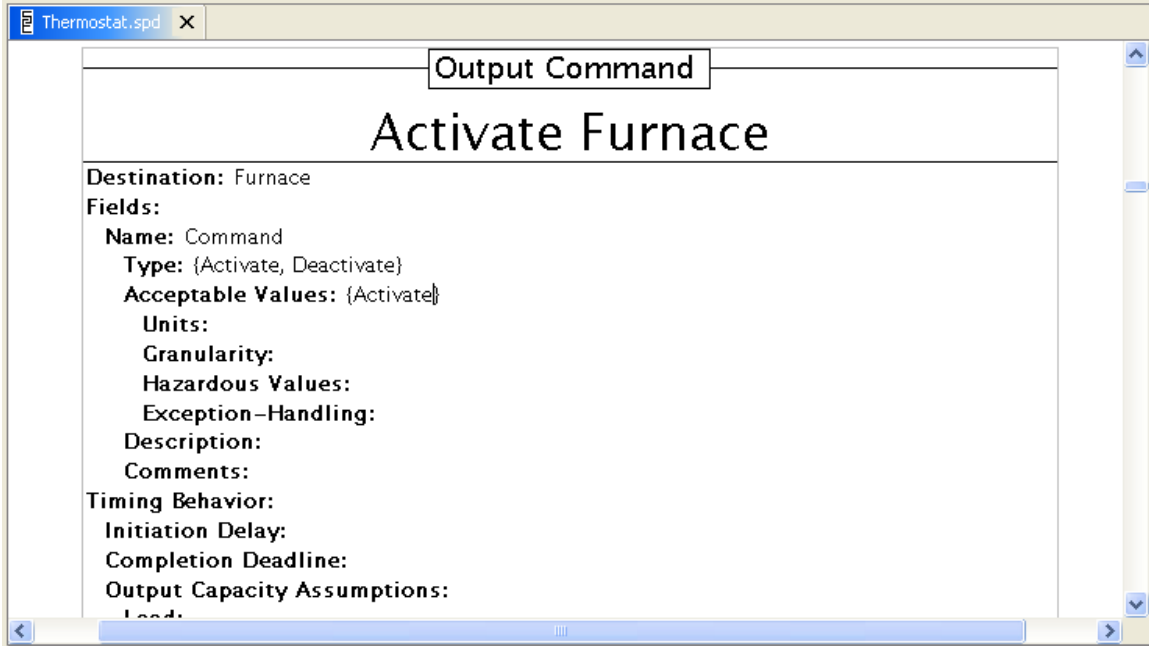 Thermostat.spd
Output Command
Activate Furnace
Destination: Furnace
Fields:
Name: Command
Type: {Activate, Deactivate}
Acceptable Values: {Activate}
Units:
Granularity:
Hazardous Values:
Exception-Handling:
Description:
Comments:
Timing Behavior:
Initiation Delay:
Completion Deadline:
Output Capacity Assumptions:
Load: